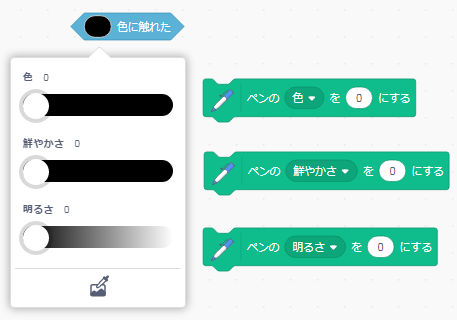 色に触れた
色 0
鮮やかさ 0
明るさ 0
ペンの 色 を 0 にする
ペンの 鮮やかさ を 0 にする
ペンの 明るさ を 0 にする